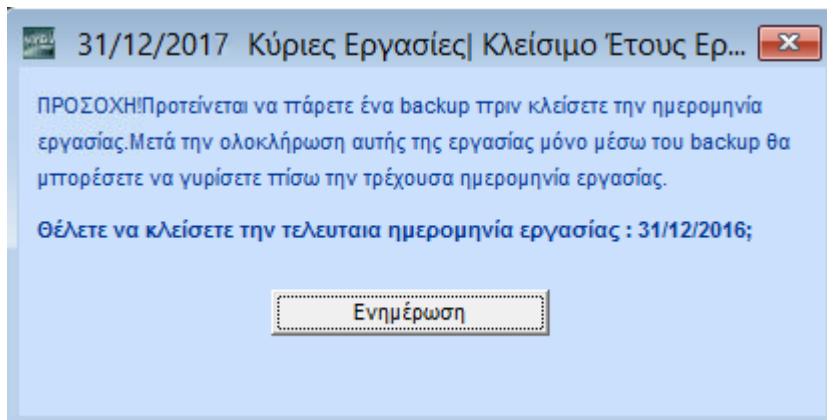 31/12/2017 Κύριες Εργασίες| Κλείσιμο Έτους Ερ...
ΠΡΟΣΟΧΗ!Προτείνεται να πάρετε ένα backup πριν κλείσετε την ημερομηνία
εργασίας.Μετά την ολοκλήρωση αυτής της εργασίας μόνο μέσω του backup θα
μπορέσετε να γυρίσετε πίσω την τρέχουσα ημερομηνία εργασίας.
Θέλετε να κλείσετε την τελευταια ημερομηνία εργασίας : 31/12/2016;
Ενημέρωση